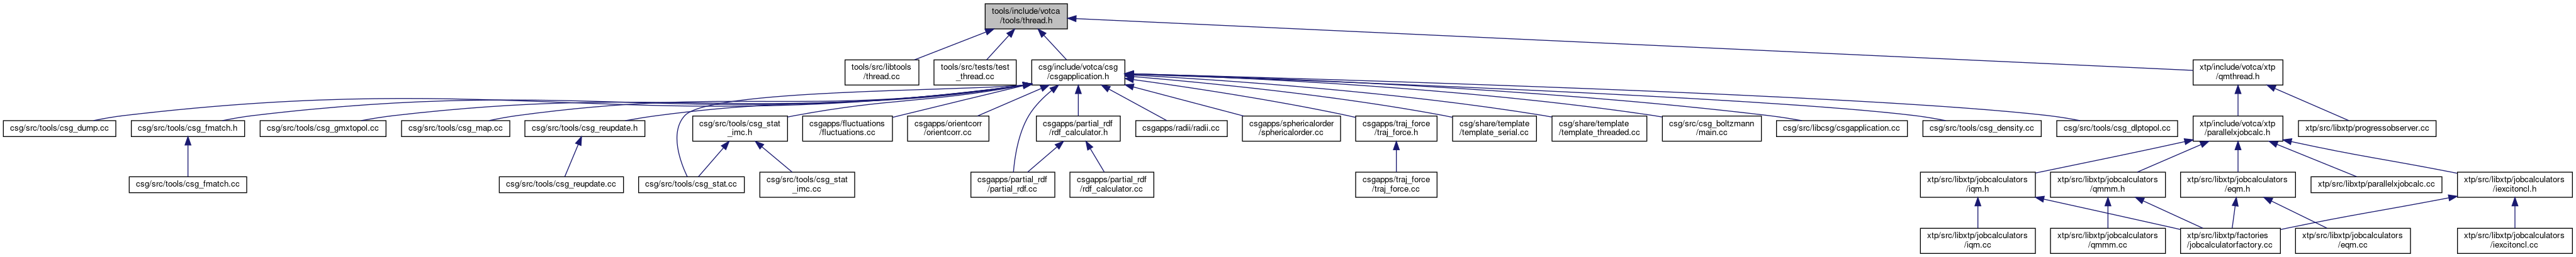 tools/include/votca
/tools/thread.h
tools/src/libtools
/thread.cc
tools/src/tests/test
_thread.cc
csg/include/votca/csg
/csgapplication.h
xtp/include/votca/xtp
/qmthread.h
csg/src/tools/csg_dump.cc
csg/src/tools/csg_fmatch.h
csg/src/tools/csg_gmxtopol.cc
csg/src/tools/csg_map.cc
csg/src/tools/csg_reupdate.h
csg/src/tools/csg_stat
_imc.h
csgapps/fluctuations
/fluctuations.cc
csgapps/orientcorr
/orientcorr.cc
csgapps/partial_rdf
/rdf_calculator.h
csgapps/radii/radii.cc
csgapps/sphericalorder
/sphericalorder.cc
csgapps/traj_force
/traj_force.h
csg/share/template
/template_serial.cc
csg/share/template
/template_threaded.cc
csg/src/csg_boltzmann
/main.cc
csg/src/libcsg/csgapplication.cc
csg/src/tools/csg_density.cc
csg/src/tools/csg_dlptopol.cc
xtp/include/votca/xtp
/parallelxjobcalc.h
xtp/src/libxtp/progressobserver.cc
csg/src/tools/csg_fmatch.cc
csg/src/tools/csg_reupdate.cc
csg/src/tools/csg_stat.cc
csg/src/tools/csg_stat
_imc.cc
csgapps/partial_rdf
/partial_rdf.cc
csgapps/partial_rdf
/rdf_calculator.cc
csgapps/traj_force
/traj_force.cc
xtp/src/libxtp/jobcalculators
/iqm.h
xtp/src/libxtp/jobcalculators
/qmmm.h
xtp/src/libxtp/jobcalculators
/eqm.h
xtp/src/libxtp/parallelxjobcalc.cc
xtp/src/libxtp/jobcalculators
/iexcitoncl.h
xtp/src/libxtp/jobcalculators
/iqm.cc
xtp/src/libxtp/jobcalculators
/qmmm.cc
xtp/src/libxtp/factories
/jobcalculatorfactory.cc
xtp/src/libxtp/jobcalculators
/eqm.cc
xtp/src/libxtp/jobcalculators
/iexcitoncl.cc